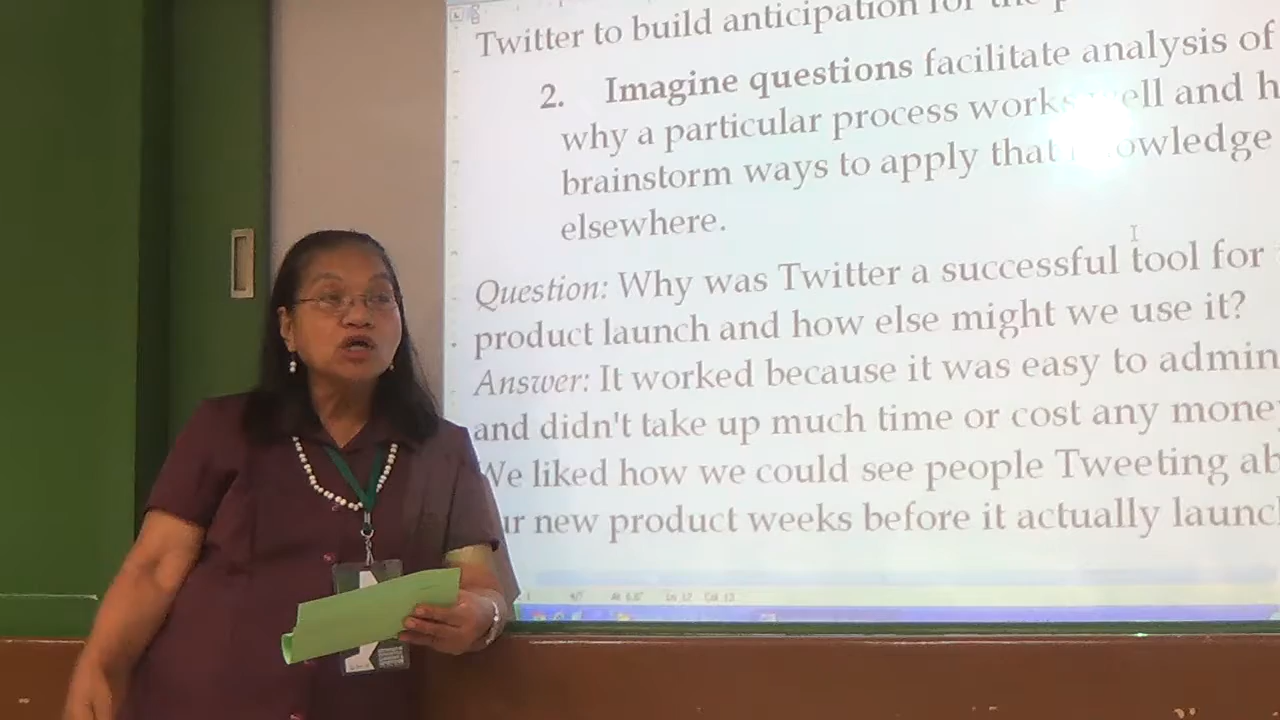 Twitter to build anticipation for the
2. Imagine questions facilitate analysis of
why a particular process works well and
brainstorm ways to apply that knowledge
elsewhere.
Question: Why was Twitter a successful tool for
product launch and how else might we use it?
Answer: It worked because it was easy to admin
and didn't take up much time or cost any money
We liked how we could see people Tweeting ab
ur new product weeks before it actually launc